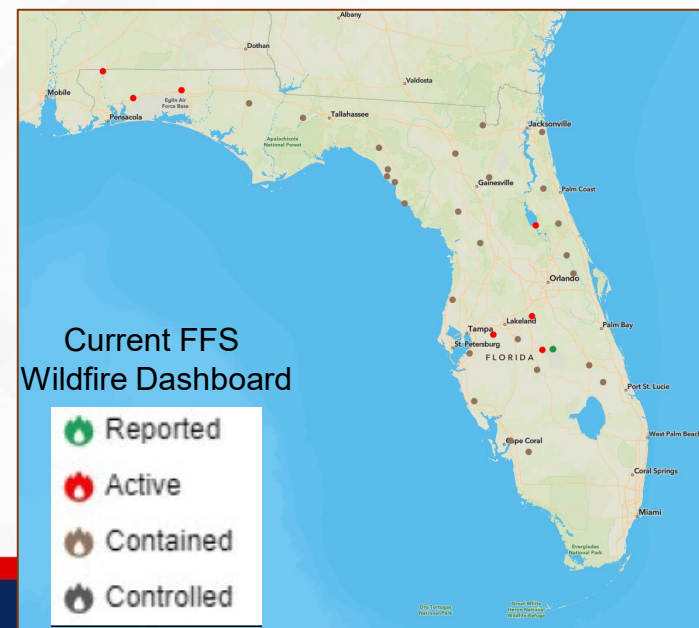 Albany
Dothan
Valdosta
Mobile
Eglin Air
Force Base
Pensacola
Tallahassee
Jacksonville
Apalachicola
National Forest
Gainesville
Palm Coast
Orlando
Lakeland
Tampa
St. Petersburg
Palm Bay
FLORIDA
Port St. Lucie
Cape Coral
West Palm Beach
Coral Springs
Miami
Everglades
National Park
Dry Tortugas
National Park
Great White
Heron National
Wildlife Refuge
Current FFS
Wildfire Dashboard
Reported
Active
Contained
Controlled